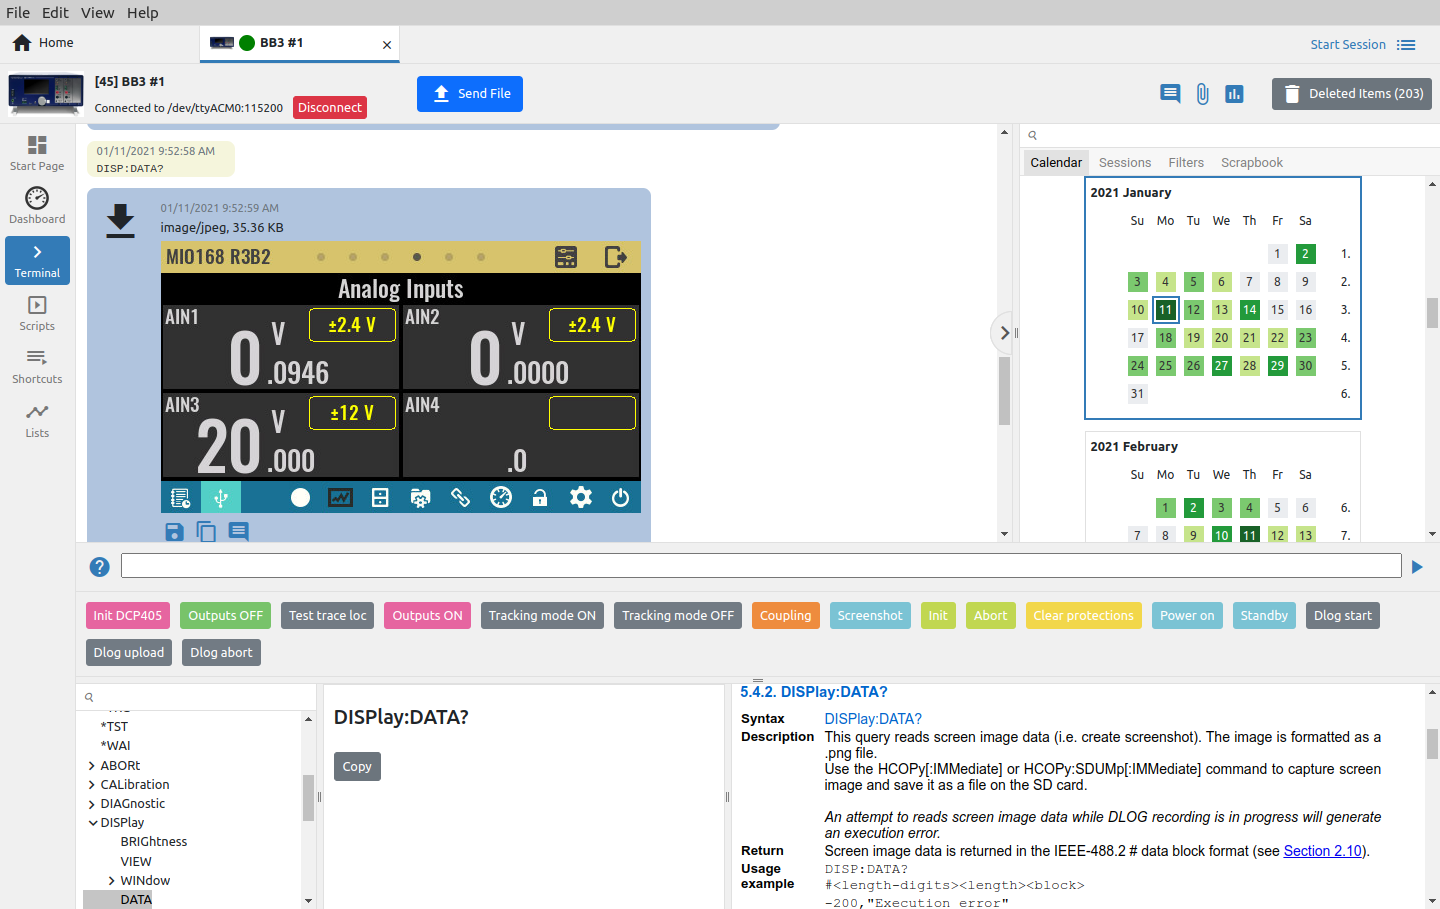 File Edit View Help
Home
BB3 #1
Start Session
[45] BB3 #1
Connected to /dev/ttyACM0:115200 Disconnect
Send File
Deleted Items (203)
Start Page
Dashboard
Terminal
Scripts
Shortcuts
Lists
01/11/2021 9:52:58 AM
DISP:DATA?
01/11/2021 9:52:59 AM
image/jpeg, 35.36 KB
MIO168 R3B2
Analog Inputs
AIN1 0.0946 V ±2.4 V
AIN2 0.0000 V ±2.4 V
AIN3 20.000 V ±12 V
AIN4 .0
Calendar Sessions Filters Scrapbook
2021 January
Su Mo Tu We Th Fr Sa
1 2 1.
3 4 5 6 7 8 9 2.
10 11 12 13 14 15 16 3.
17 18 19 20 21 22 23 4.
24 25 26 27 28 29 30 5.
31 6.
2021 February
Su Mo Tu We Th Fr Sa
1 2 3 4 5 6 6.
7 8 9 10 11 12 13 7.
?
Init DCP405 Outputs OFF Test trace loc Outputs ON Tracking mode ON Tracking mode OFF Coupling Screenshot Init Abort Clear protections Power on Standby Dlog start
Dlog upload Dlog abort
*TST
*WAI
ABORt
CALibration
DIAGnostic
DISPlay
BRIGhtness
VIEW
WINdow
DATA
DISPlay:DATA?
Copy
5.4.2. DISPlay:DATA?
Syntax DISPlay:DATA?
Description This query reads screen image data (i.e. create screenshot). The image is formatted as a
.png file.
Use the HCOPy[:IMMediate] or HCOPy:SDUMp[:IMMediate] command to capture screen
image and save it as a file on the SD card.
An attempt to reads screen image data while DLOG recording is in progress will generate
an execution error.
Return Screen image data is returned in the IEEE-488.2 # data block format (see Section 2.10).
Usage DISP:DATA?
example #<length-digits><length><block>
-200,"Execution error"